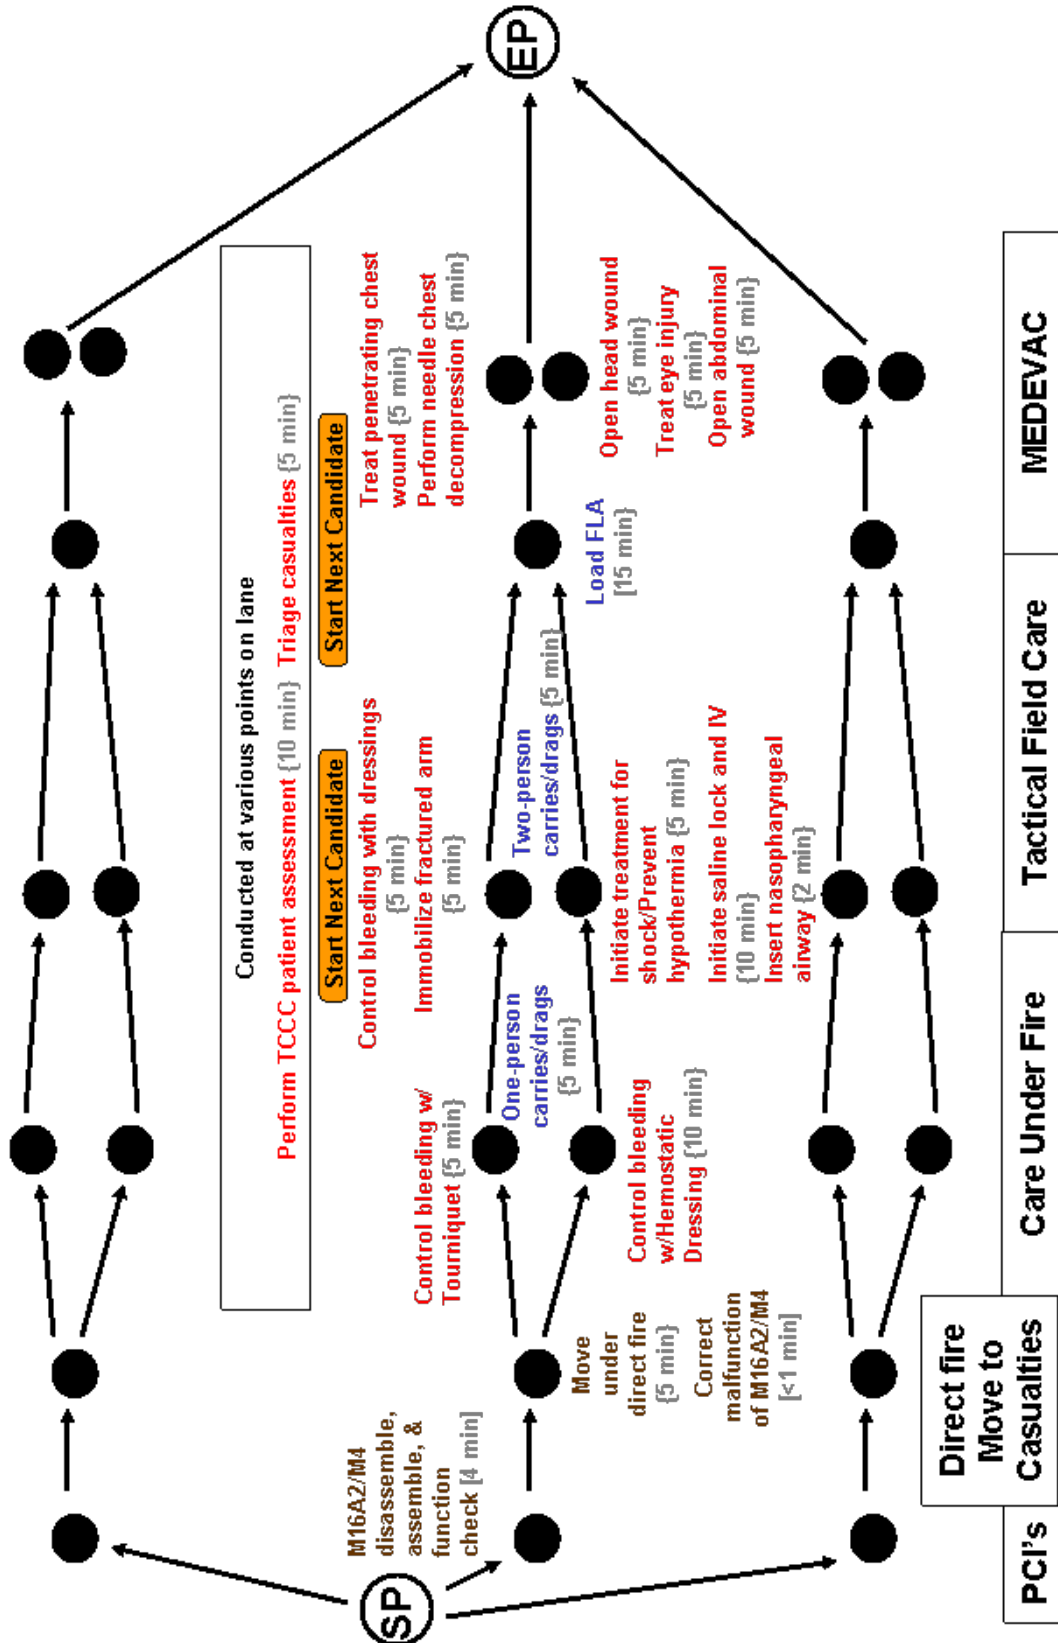 Conducted at various points on lane
Perform TCCC patient assessment {10 min} Triage casualties {5 min}
Start Next Candidate
Start Next Candidate
SP
M16A2/M4
disassemble,
assemble, &
function
check [4 min]
Move
under
direct fire
{5 min}
Correct
malfunction
of M16A2/M4
[<1 min]
Control bleeding w/
Tourniquet {5 min}
One-person
carries/drags
{5 min}
Control bleeding
w/Hemostatic
Dressing {10 min}
Control bleeding with dressings
{5 min}
Immobilize fractured arm
{5 min}
Two-person
carries/drags {5 min}
Initiate treatment for
shock/Prevent
hypothermia {5 min}
Initiate saline lock and IV
{10 min}
Insert nasopharyngeal
airway {2 min}
Load FLA
[15 min}
Treat penetrating chest
wound {5 min}
Perform needle chest
decompression {5 min}
Open head wound
{5 min}
Treat eye injury
{5 min}
Open abdominal
wound {5 min}
EP
PCI's
Direct fire
Move to
Casualties
Care Under Fire
Tactical Field Care
MEDEVAC